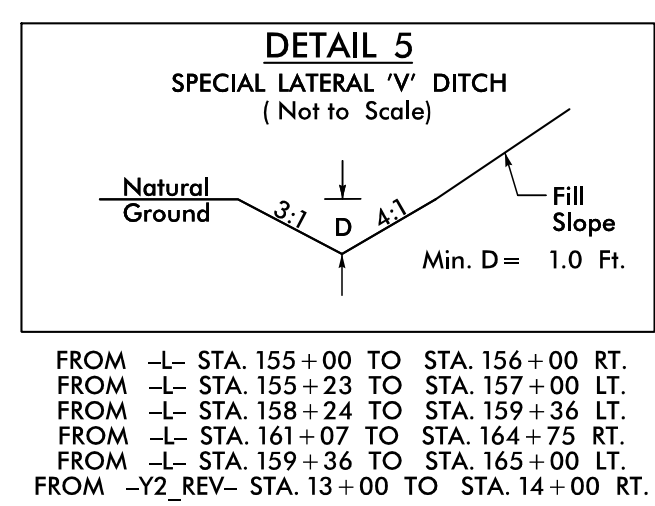 DETAIL 5
SPECIAL LATERAL 'V' DITCH
( Not to Scale)
Natural
Ground
3:1
D
4:1
Fill
Slope
Min. D = 1.0 Ft.
FROM -L- STA. 155+00 TO STA. 156+00 RT.
FROM -L- STA. 155+23 TO STA. 157+00 LT.
FROM -L- STA. 158+24 TO STA. 159+36 LT.
FROM -L- STA. 161+07 TO STA. 164+75 RT.
FROM -L- STA. 159+36 TO STA. 165+00 LT.
FROM -Y2_REV- STA. 13+00 TO STA. 14+00 RT.